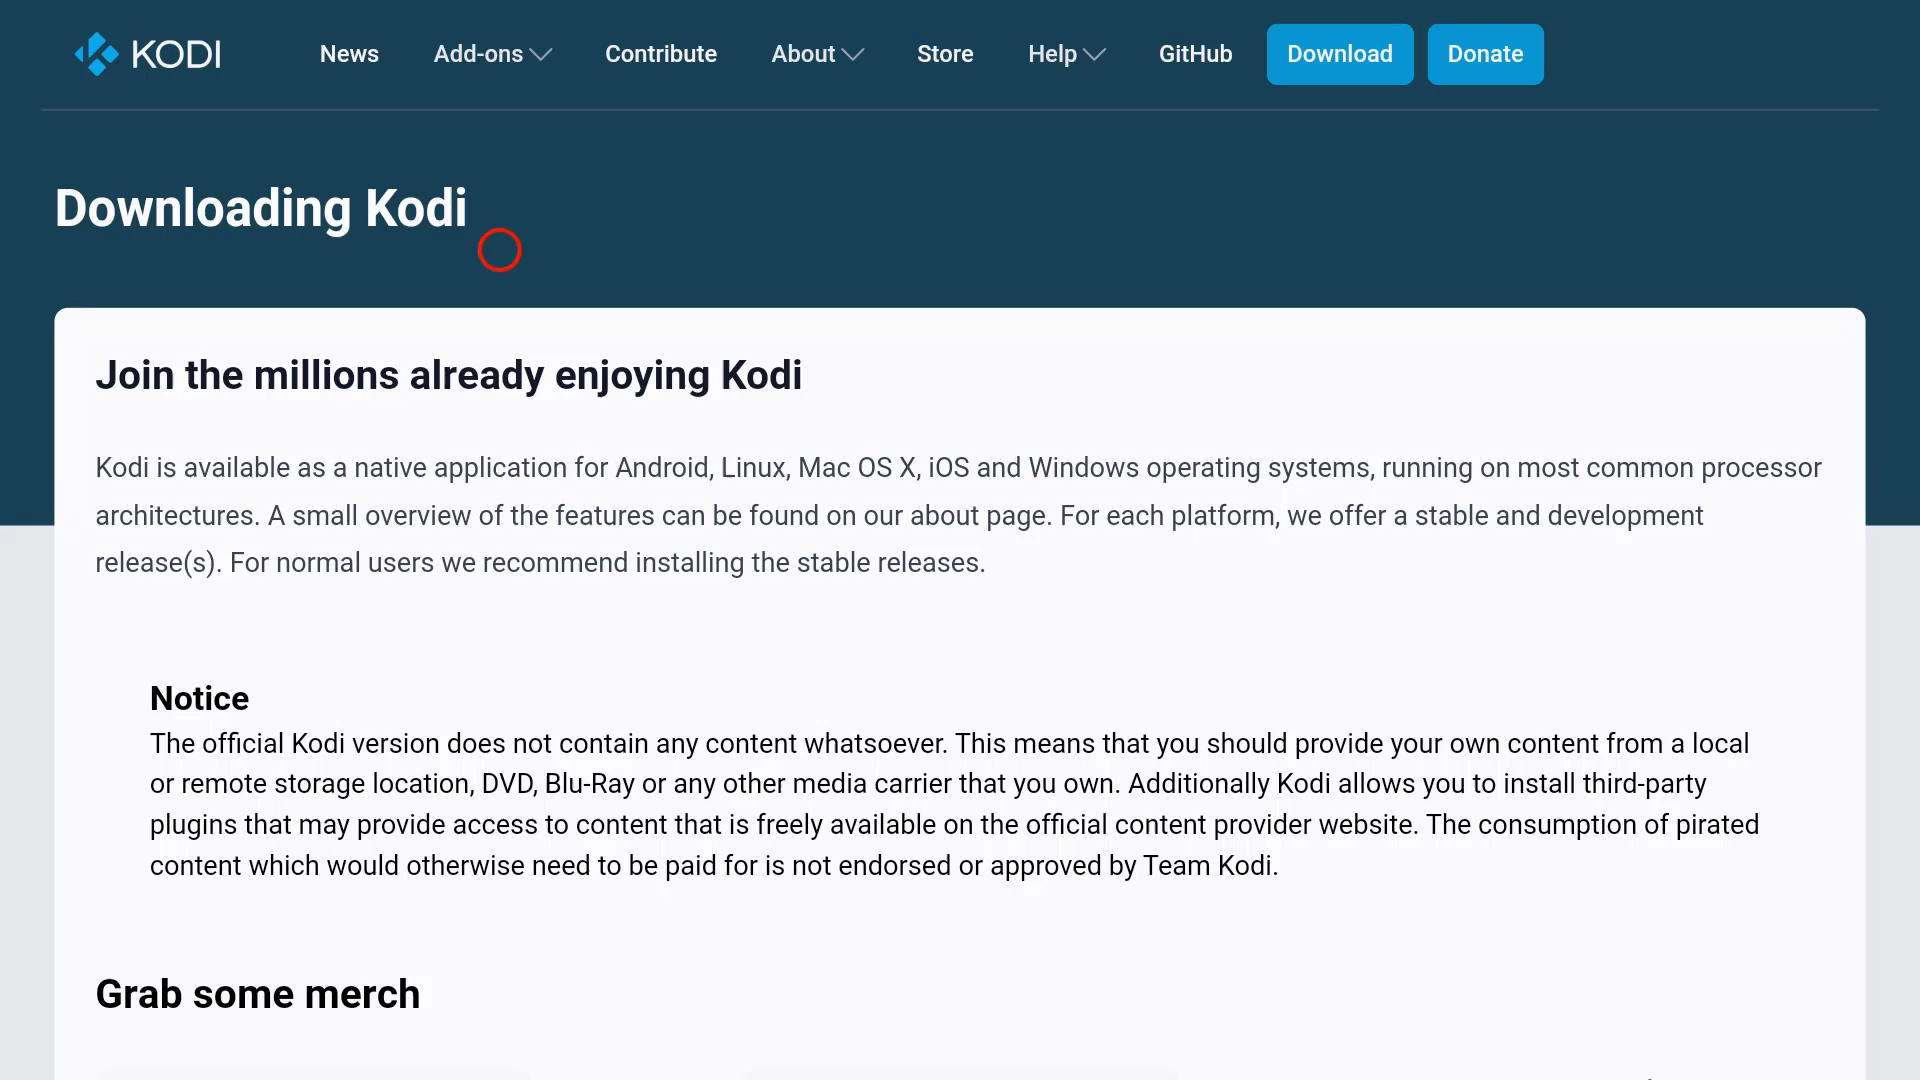 KODI News Add-ons Contribute About Store Help GitHub Download Donate
Downloading Kodi
Join the millions already enjoying Kodi
Kodi is available as a native application for Android, Linux, Mac OS X, iOS and Windows operating systems, running on most common processor
architectures. A small overview of the features can be found on our about page. For each platform, we offer a stable and development
release(s). For normal users we recommend installing the stable releases.
Notice
The official Kodi version does not contain any content whatsoever. This means that you should provide your own content from a local
or remote storage location, DVD, Blu-Ray or any other media carrier that you own. Additionally Kodi allows you to install third-party
plugins that may provide access to content that is freely available on the official content provider website. The consumption of pirated
content which would otherwise need to be paid for is not endorsed or approved by Team Kodi.
Grab some merch